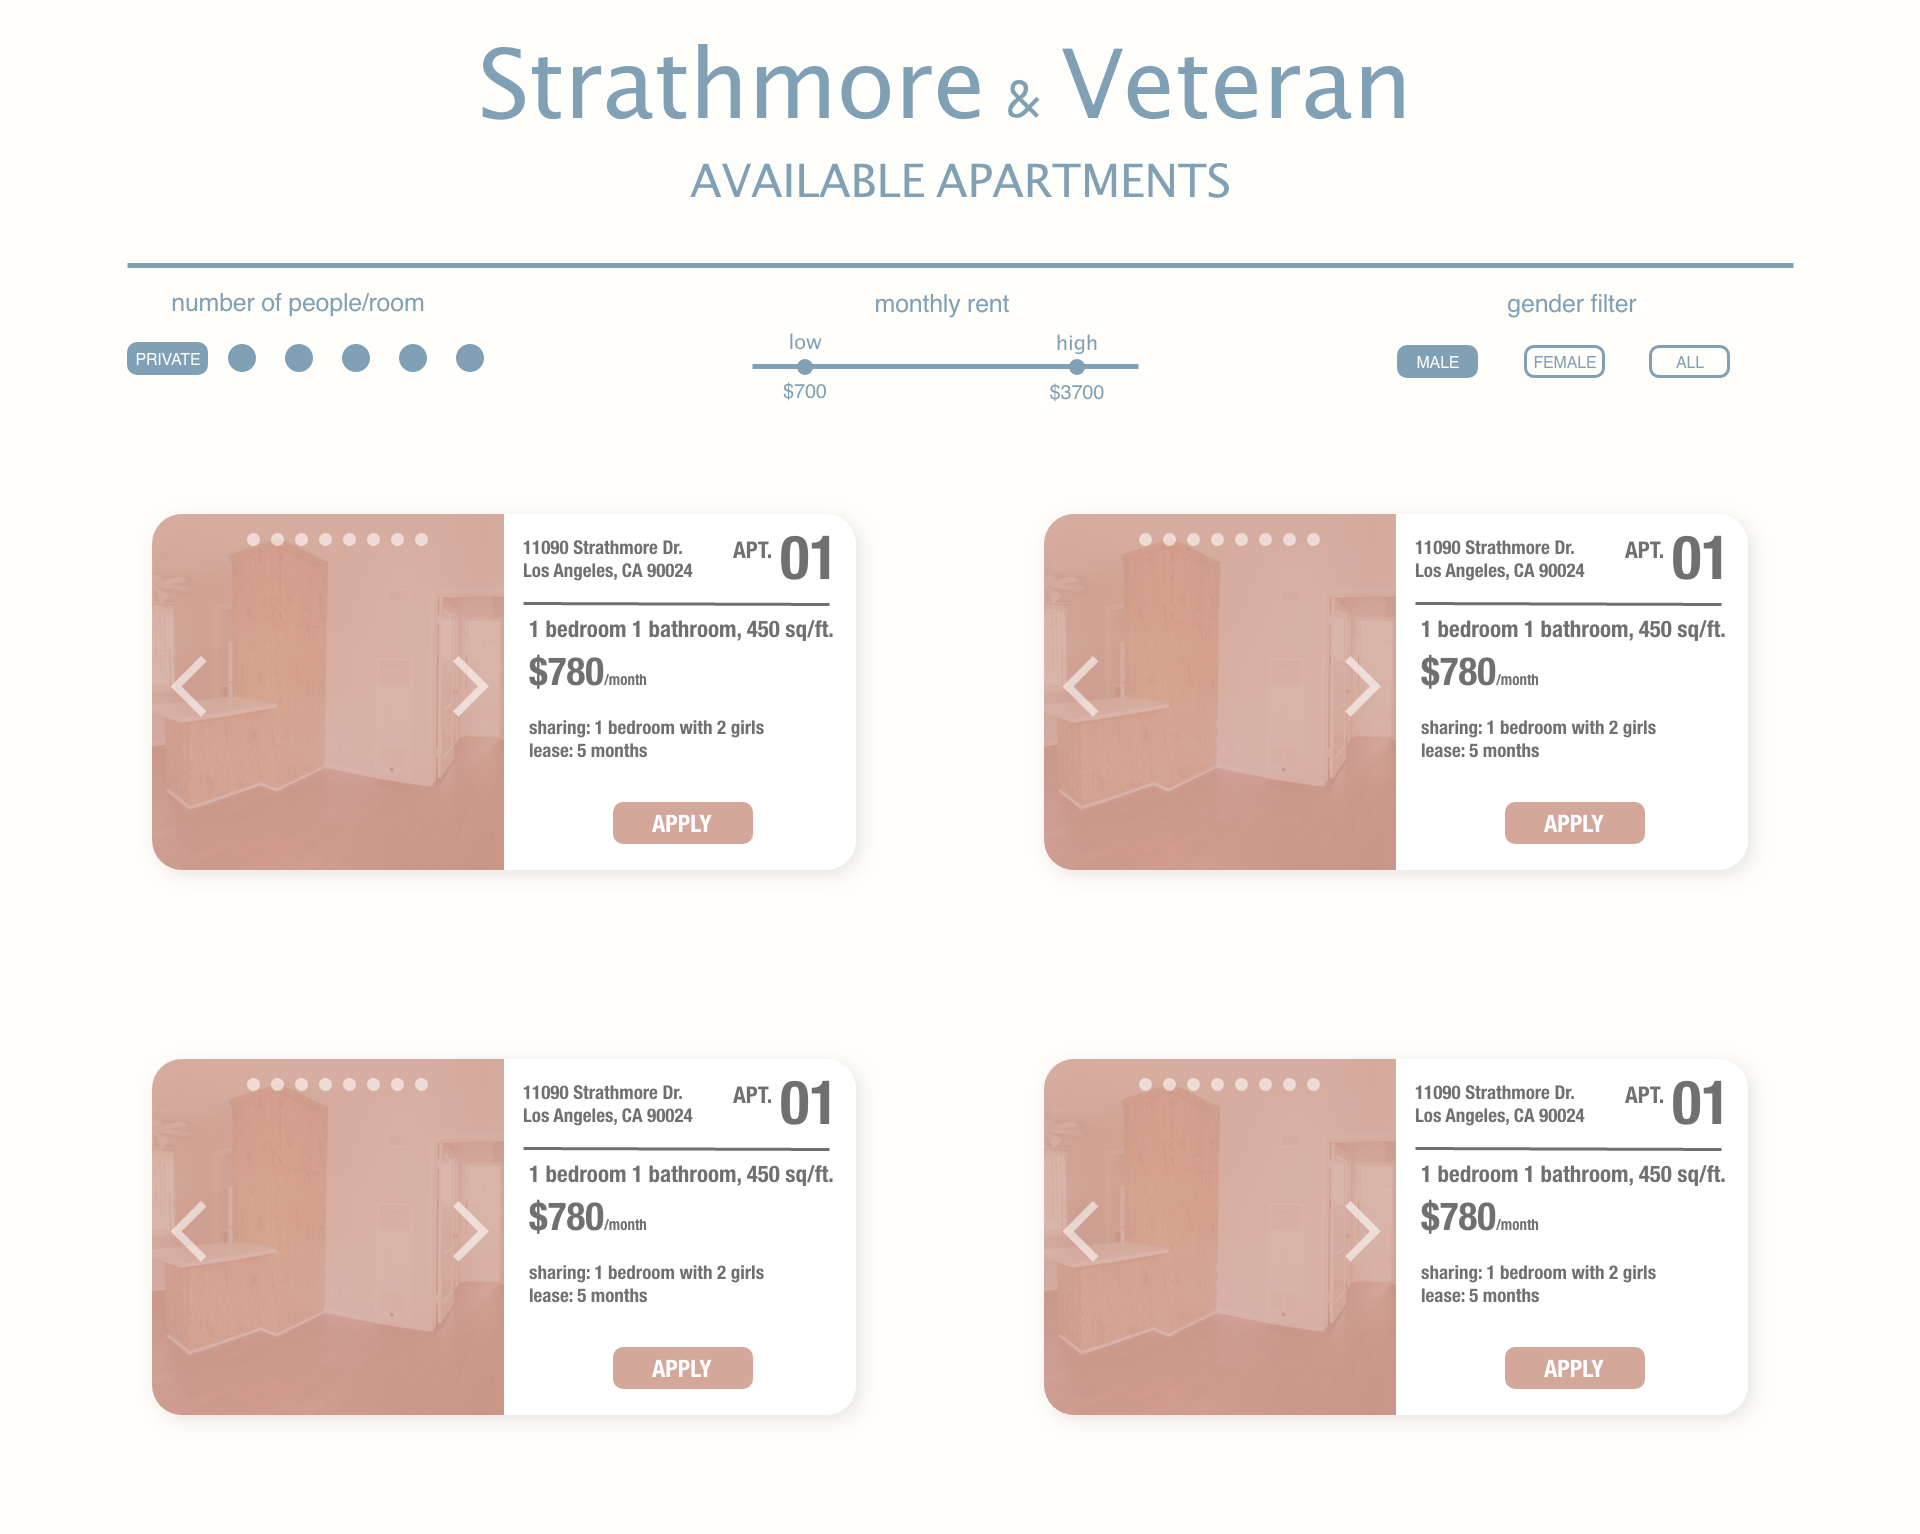 Strathmore & Veteran
AVAILABLE APARTMENTS
number of people/room
PRIVATE
monthly rent
low
high
$700
$3700
gender filter
MALE
FEMALE
ALL
11090 Strathmore Dr.
Los Angeles, CA 90024
APT. 01
1 bedroom 1 bathroom, 450 sq/ft.
$780/month
sharing: 1 bedroom with 2 girls
lease: 5 months
APPLY
11090 Strathmore Dr.
Los Angeles, CA 90024
APT. 01
1 bedroom 1 bathroom, 450 sq/ft.
$780/month
sharing: 1 bedroom with 2 girls
lease: 5 months
APPLY
11090 Strathmore Dr.
Los Angeles, CA 90024
APT. 01
1 bedroom 1 bathroom, 450 sq/ft.
$780/month
sharing: 1 bedroom with 2 girls
lease: 5 months
APPLY
11090 Strathmore Dr.
Los Angeles, CA 90024
APT. 01
1 bedroom 1 bathroom, 450 sq/ft.
$780/month
sharing: 1 bedroom with 2 girls
lease: 5 months
APPLY